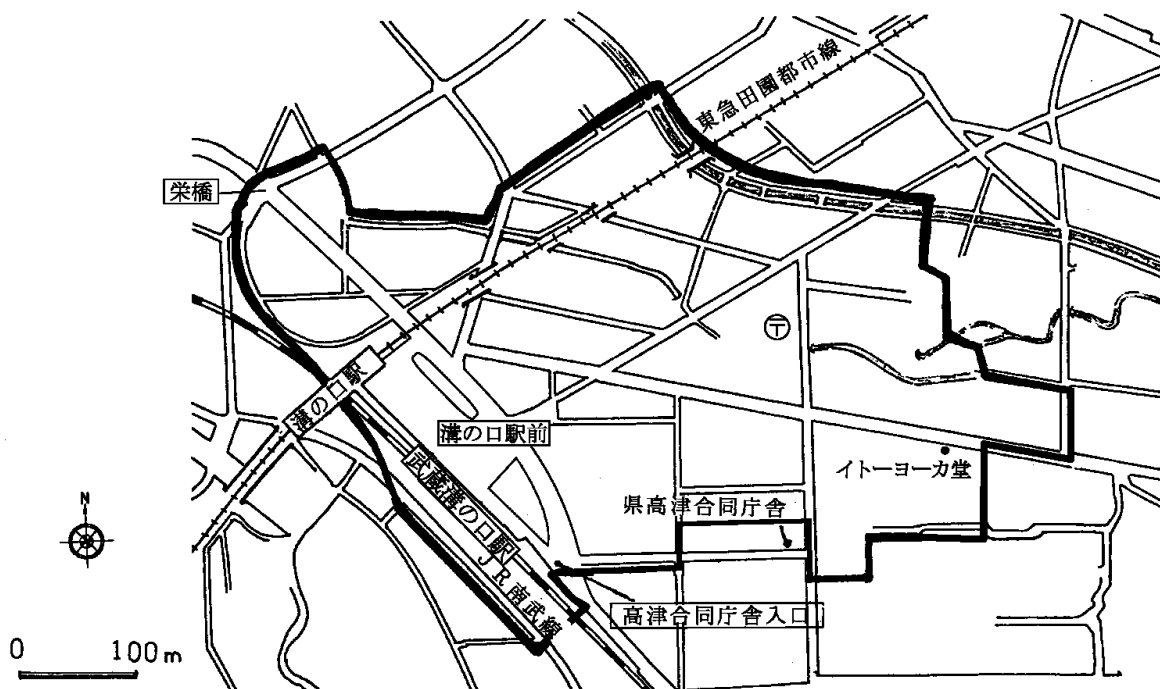 東急田園都市線
栄橋
〒
溝の口駅
溝の口駅前
武蔵溝の口駅
JR南武線
イトーヨーカ堂
県高津合同庁舎
高津合同庁舎入口
N
0 100m